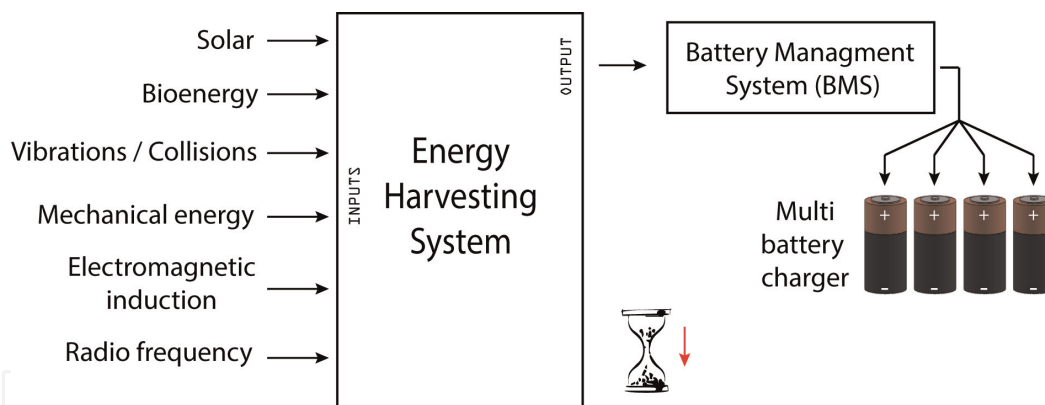 Solar
Bioenergy
Vibrations / Collisions
Mechanical energy
Electromagnetic
induction
Radio frequency
INPUTS
Energy
Harvesting
System
OUTPUT
Battery Managment
System (BMS)
Multi
battery
charger
+ + + +
- - - -